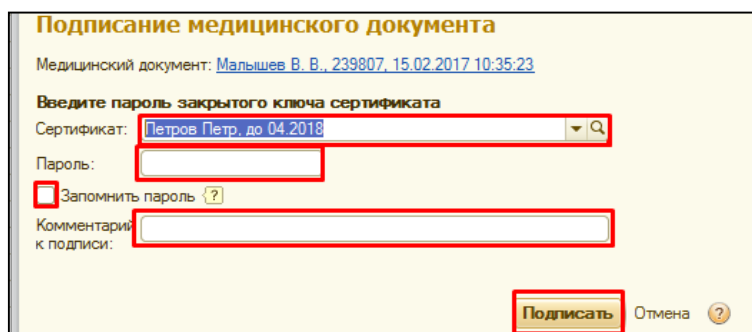 Подписание медицинского документа
Медицинский документ: Малышев В. В., 239807, 15.02.2017 10:35:23
Введите пароль закрытого ключа сертификата
Сертификат: Петров Петр, до 04.2018
Пароль:
Запомнить пароль ?
Комментарий
к подписи:
Подписать Отмена ?